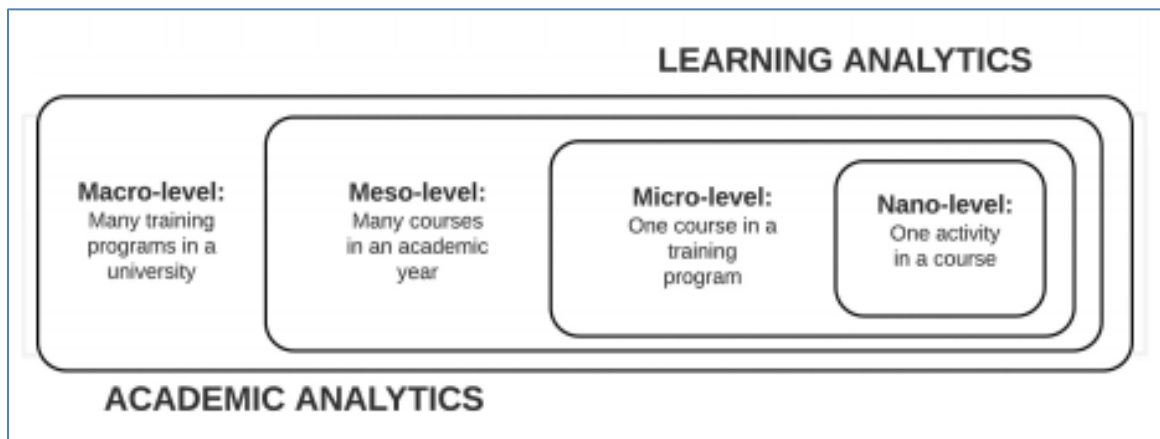 LEARNING ANALYTICS
Macro-level:
Many training
programs in a
university
Meso-level:
Many courses
in an academic
year
Micro-level:
One course in a
training
program
Nano-level:
One activity
in a course
ACADEMIC ANALYTICS